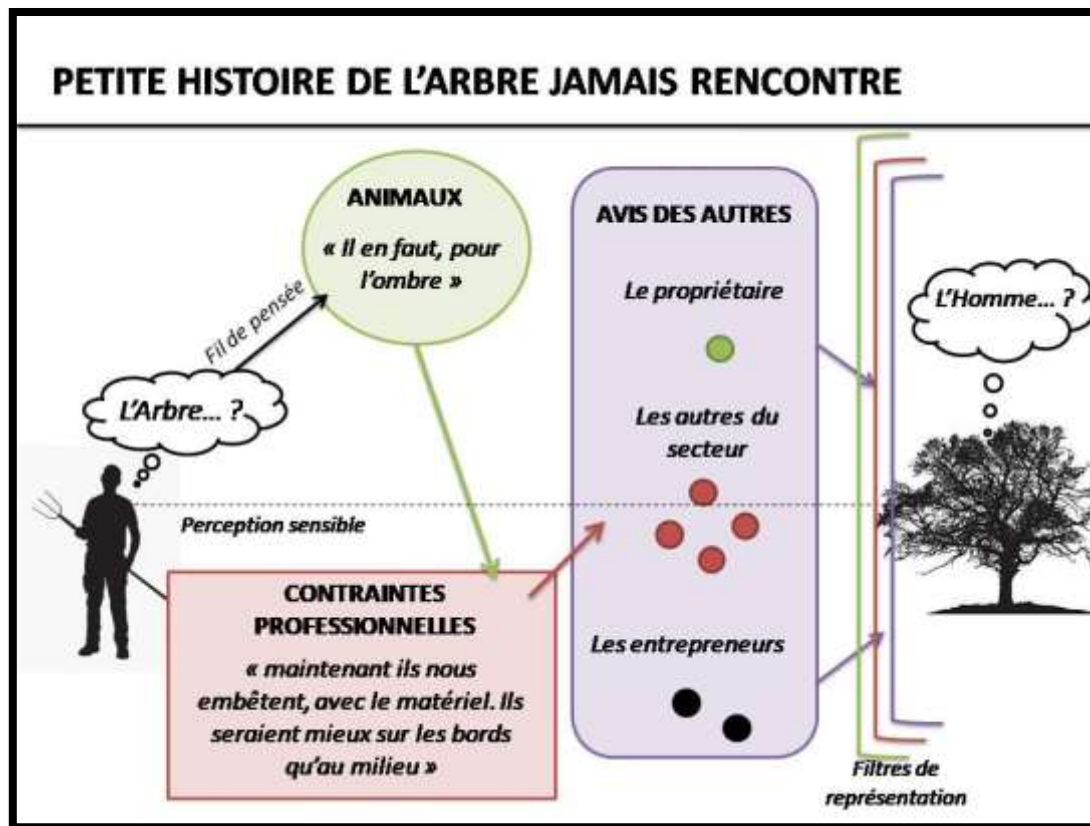 PETITE HISTOIRE DE L'ARBRE JAMAIS RENCONTRE
ANIMAUX
« Il en faut, pour
l'ombre »
Fil de pensée
L'Arbre... ?
Perception sensible
CONTRAINTES
PROFESSIONNELLES
« maintenant ils nous
embêtent, avec le matériel. Ils
seraient mieux sur les bords
qu'au milieu »
AVIS DES AUTRES
Le propriétaire
Les autres du
secteur
Les entrepreneurs
L'Homme... ?
Filtres de
représentation